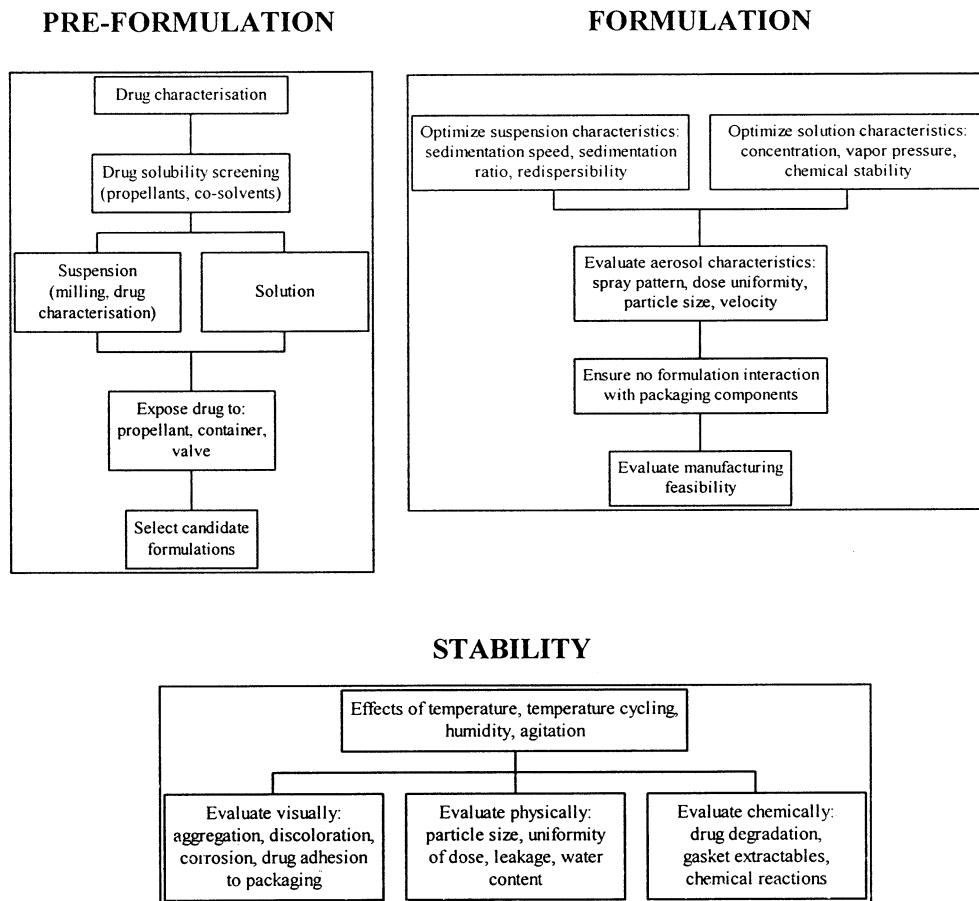 PRE-FORMULATION
Drug characterisation
Drug solubility screening
(propellants, co-solvents)
Suspension
(milling, drug
characterisation)
Solution
Expose drug to:
propellant, container,
valve
Select candidate
formulations
FORMULATION
Optimize suspension characteristics:
sedimentation speed, sedimentation
ratio, redispersibility
Optimize solution characteristics:
concentration, vapor pressure,
chemical stability
Evaluate aerosol characteristics:
spray pattern, dose uniformity,
particle size, velocity
Ensure no formulation interaction
with packaging components
Evaluate manufacturing
feasibility
STABILITY
Effects of temperature, temperature cycling,
humidity, agitation
Evaluate visually:
aggregation, discoloration,
corrosion, drug adhesion
to packaging
Evaluate physically:
particle size, uniformity
of dose, leakage, water
content
Evaluate chemically:
drug degradation,
gasket extractables,
chemical reactions